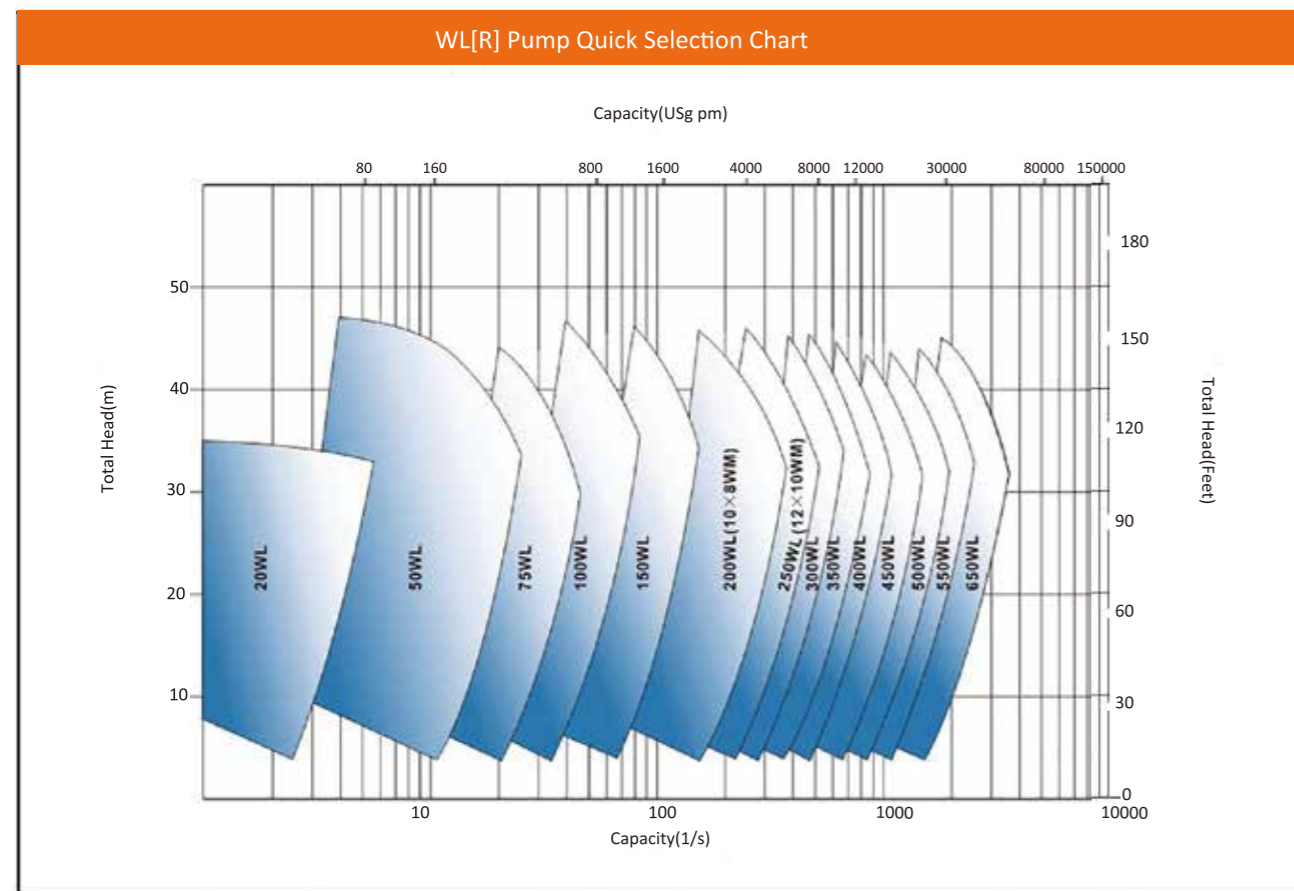 WL[R] Pump Quick Selection Chart
Capacity(USg pm)
80 160 800 1600 4000 8000 12000 30000 80000 150000
180
50
150
40
Total Head(m)
Total Head(Feet)
120
30
90
20WL 50WL 75WL 100WL 150WL 200WL(10×8WM) 250WL(12×10WM) 300WL 350WL 400WL 450WL 500WL 550WL 650WL
20
60
10
30
0
10 100 1000 10000
Capacity(1/s)